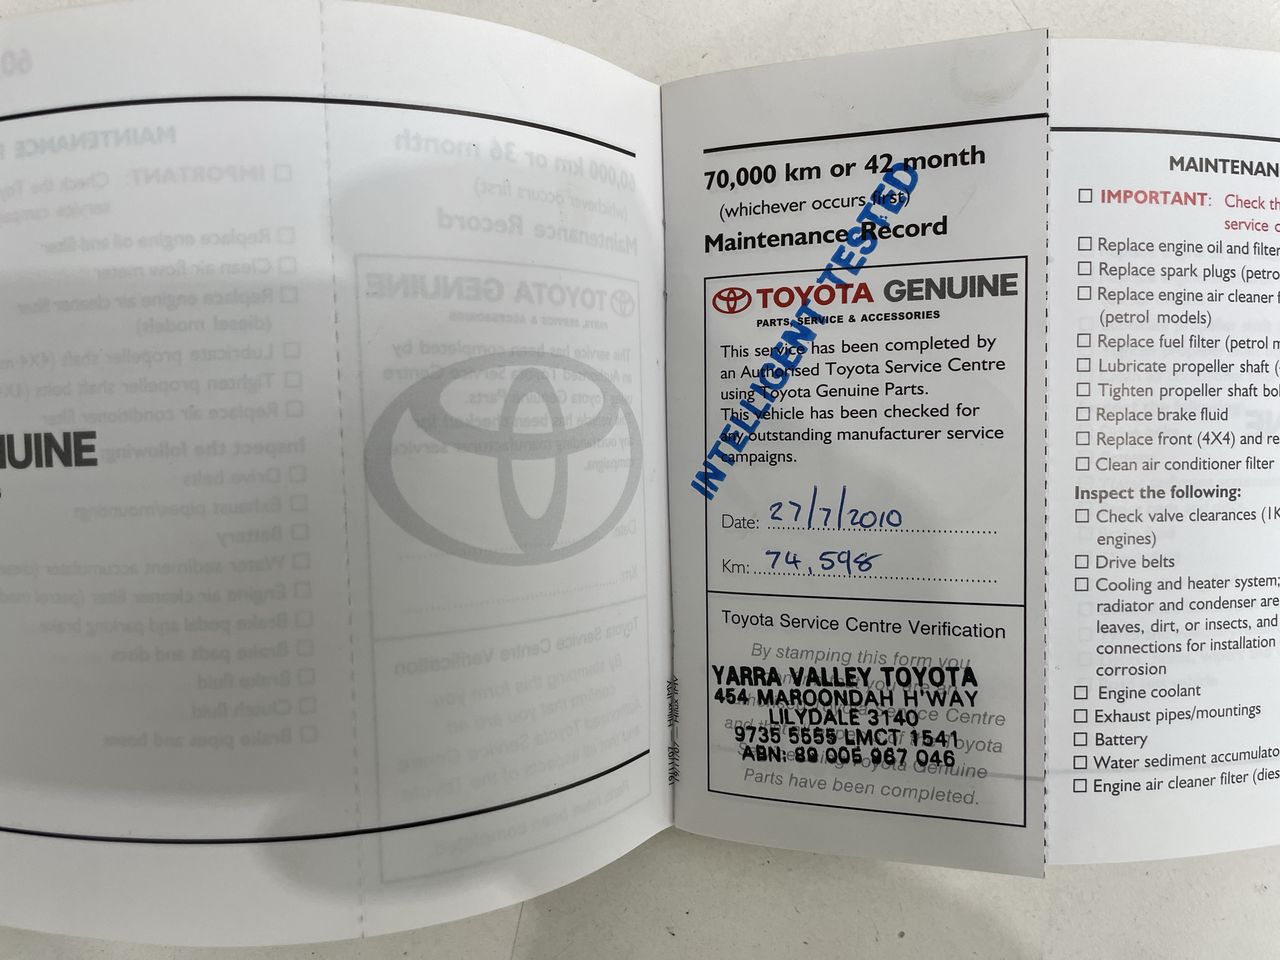 UINE
70,000 km or 42 month
(whichever occurs first)
Maintenance Record
INTELLIGENT TESTED
TOYOTA GENUINE
PARTS, SERVICE & ACCESSORIES
This service has been completed by
an Authorised Toyota Service Centre
using Toyota Genuine Parts.
This vehicle has been checked for
any outstanding manufacturer service
campaigns.
Date: 27/7/2010
Km: 74,598
Toyota Service Centre Verification
By stamping this form you
YARRA VALLEY TOYOTA
454 MAROONDAH H'WAY
Service Centre
LILYDALE 3140
and Toyota
9735 5555 LMCT 1541
Toyota Genuine
ABN: 89 005 967 046
Parts have been completed.
MAINTENAN
IMPORTANT: Check th
service c
Replace engine oil and filter
Replace spark plugs (petro
Replace engine air cleaner f
(petrol models)
Replace fuel filter (petrol m
Lubricate propeller shaft (
Tighten propeller shaft bol
Replace brake fluid
Replace front (4X4) and re
Clean air conditioner filter
Inspect the following:
Check valve clearances (1K
engines)
Drive belts
Cooling and heater system;
radiator and condenser are
leaves, dirt, or insects, and
connections for installation
corrosion
Engine coolant
Exhaust pipes/mountings
Battery
Water sediment accumulato
Engine air cleaner filter (dies